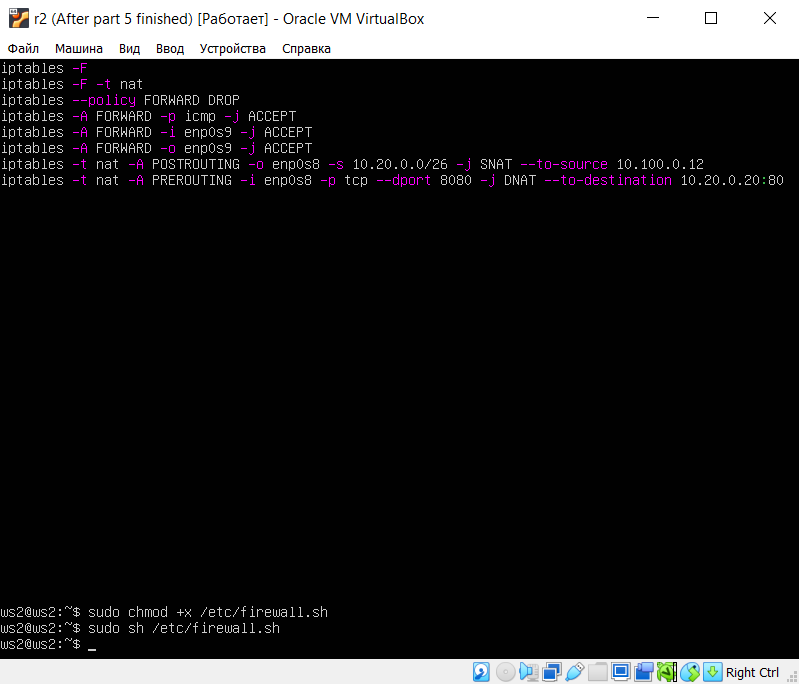 r2 (After part 5 finished) [Работает] - Oracle VM VirtualBox
Файл Машина Вид Ввод Устройства Справка
iptables -F
iptables -F -t nat
iptables --policy FORWARD DROP
iptables -A FORWARD -p icmp -j ACCEPT
iptables -A FORWARD -i enp0s9 -j ACCEPT
iptables -A FORWARD -o enp0s9 -j ACCEPT
iptables -t nat -A POSTROUTING -o enp0s8 -s 10.20.0.0/26 -j SNAT --to-source 10.100.0.12
iptables -t nat -A PREROUTING -i enp0s8 -p tcp --dport 8080 -j DNAT --to-destination 10.20.0.20:80
ws2@ws2:~$ sudo chmod +x /etc/firewall.sh
ws2@ws2:~$ sudo sh /etc/firewall.sh
ws2@ws2:~$ _
Right Ctrl